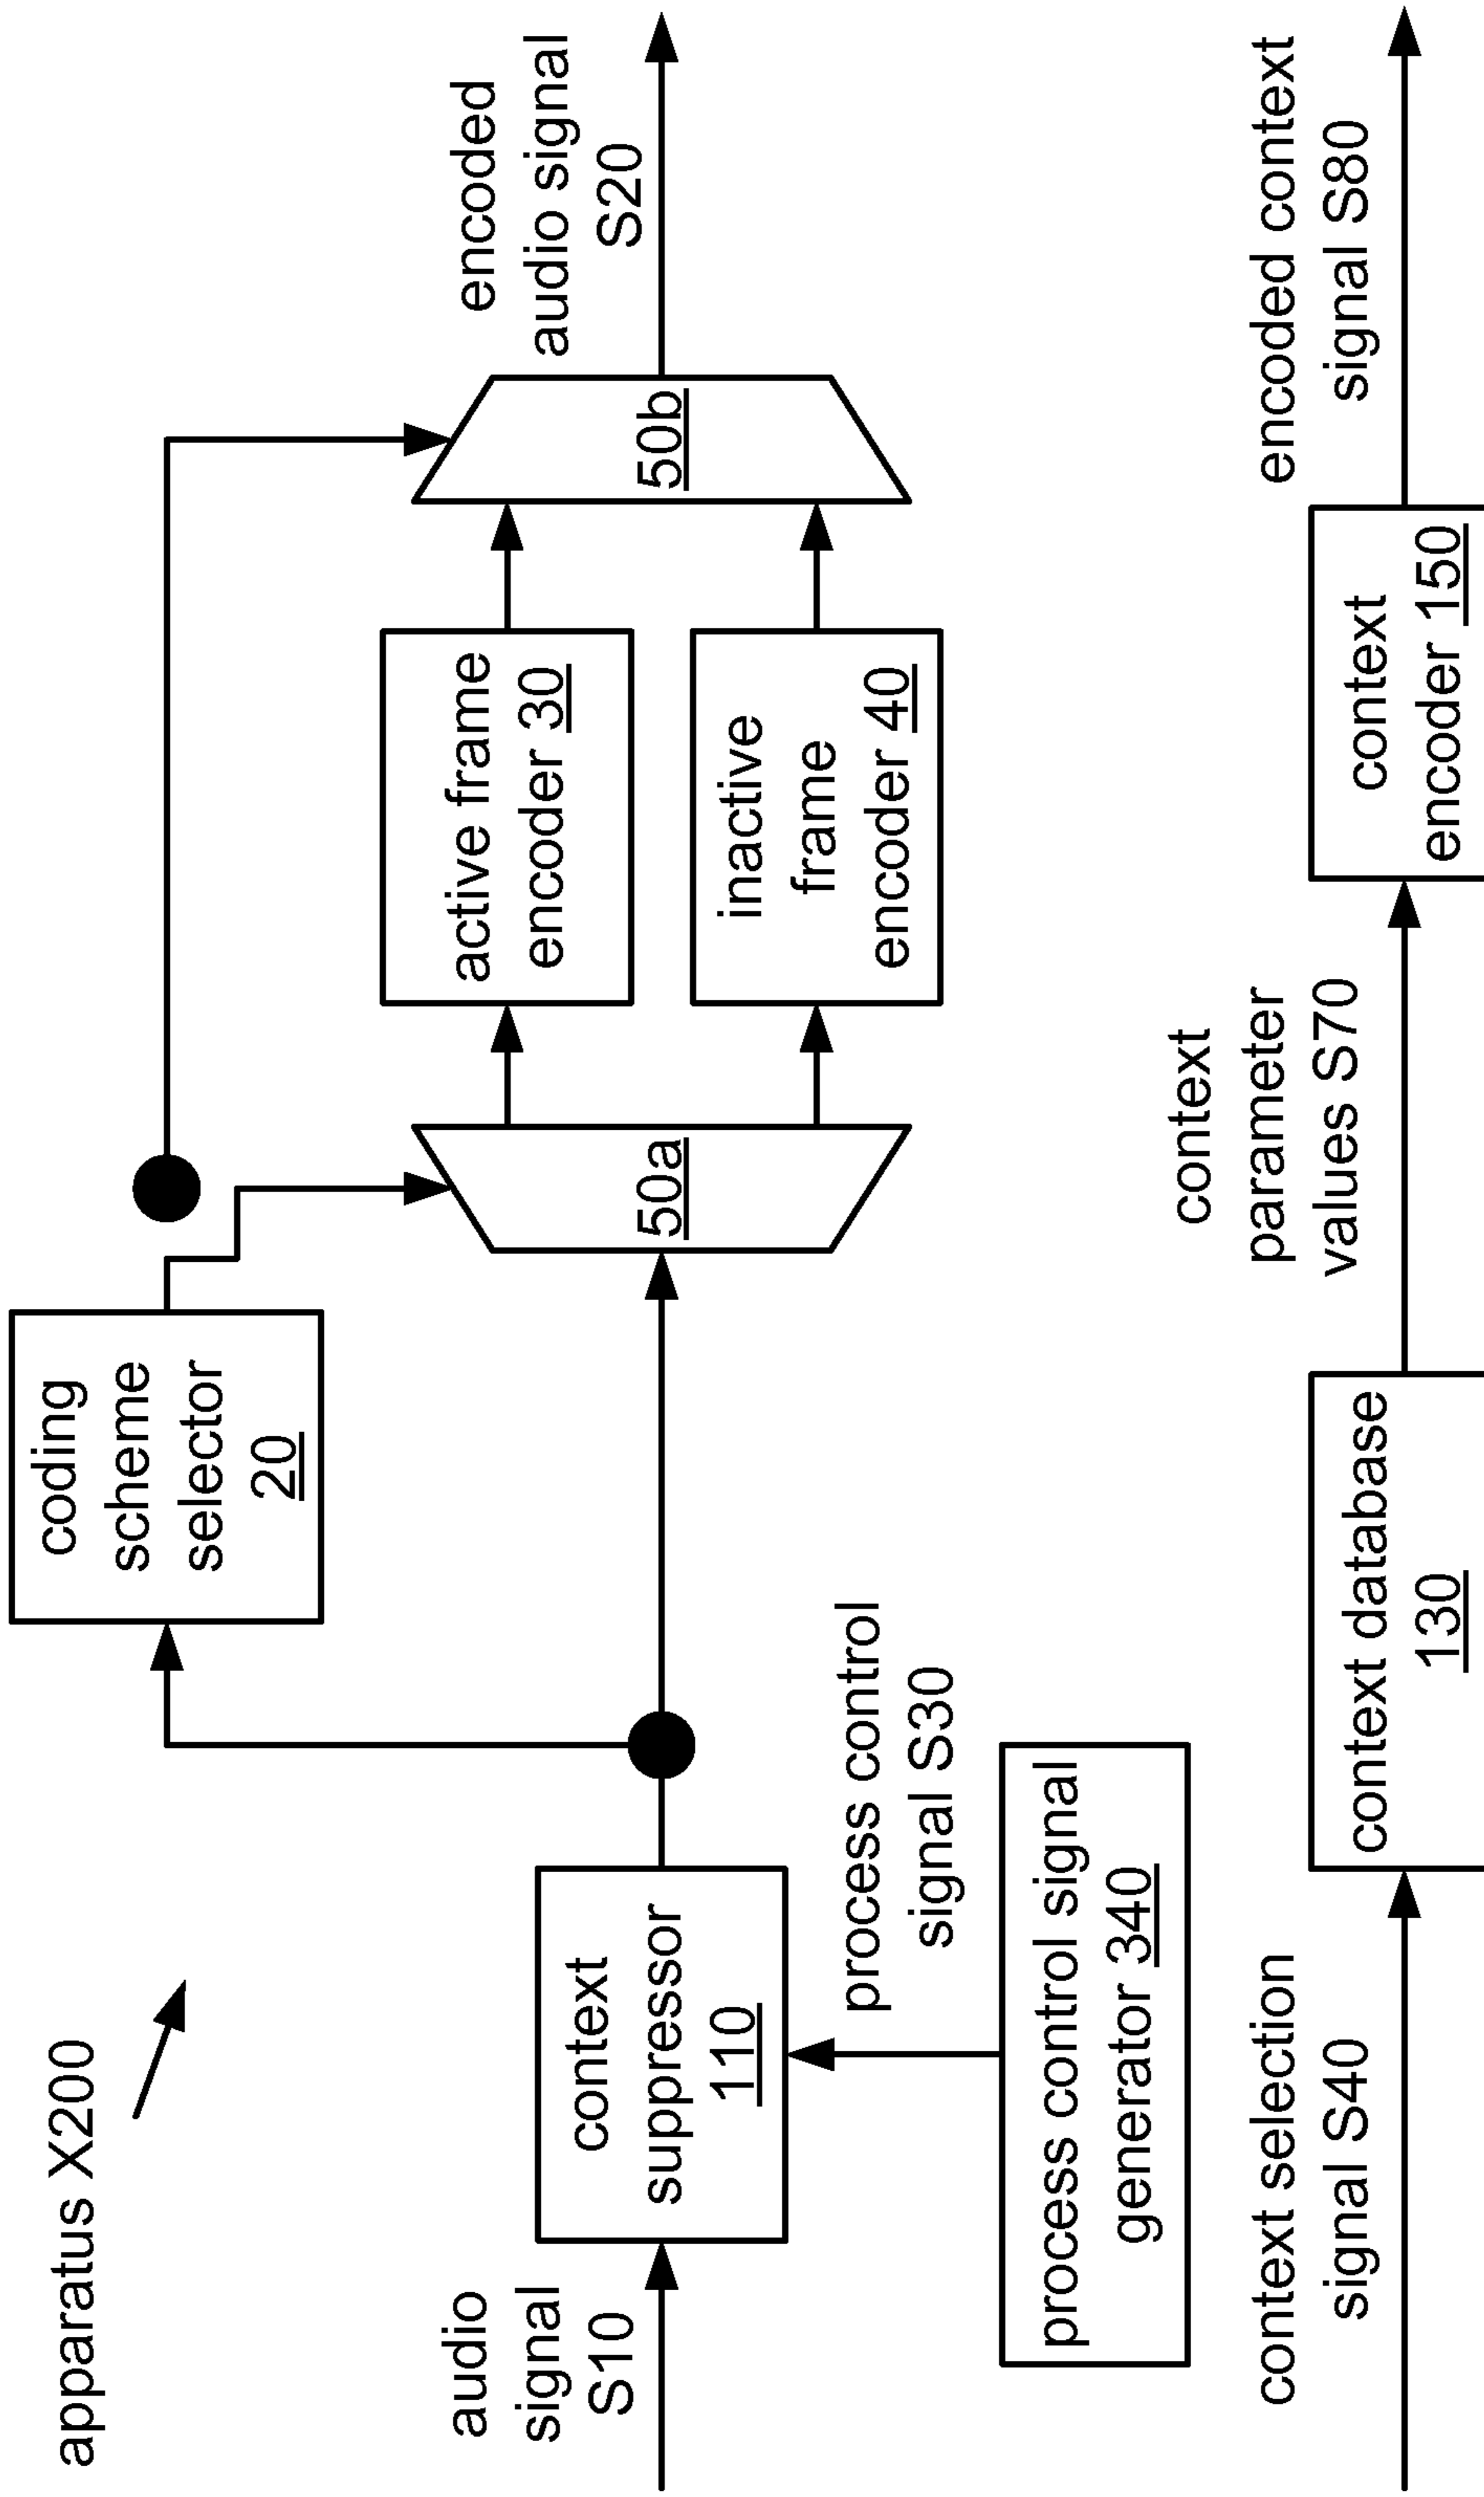 apparatus X200
coding
scheme
selector
20
encoded
audio signal
S20
audio
signal
S10
context
suppressor
110
50a
active frame
encoder 30
inactive
frame
encoder 40
50b
process control
signal S30
process control signal
generator 340
context selection
signal S40
context database
130
context
parameter
values S70
context
encoder 150
encoded context
signal S80